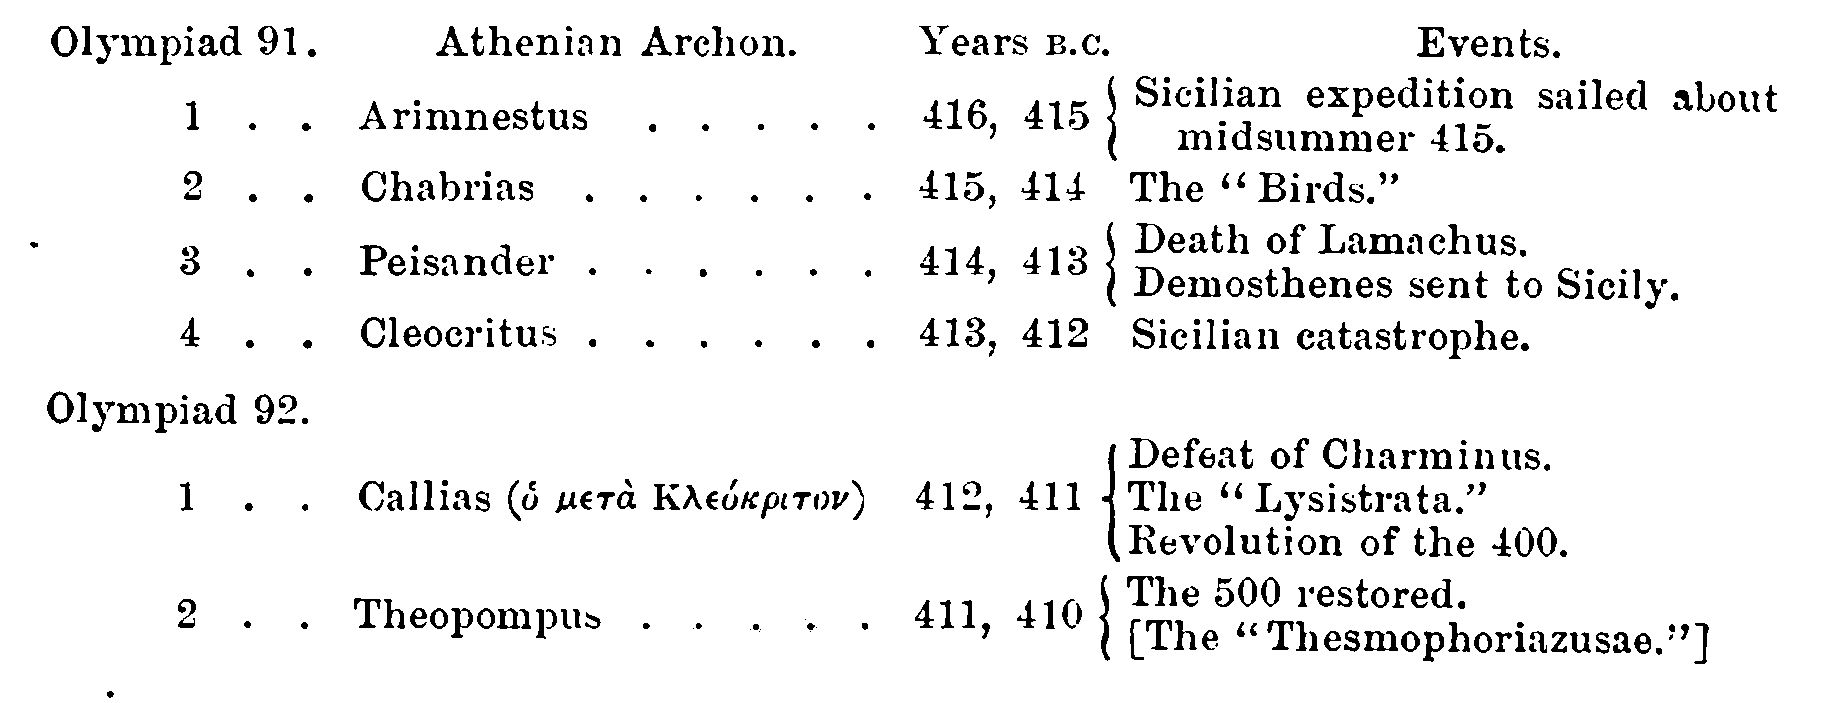 Olympiad 91. Athenian Archon. Years B.C. Events.
1 . . Arimnestus . . . . . 416, 415 { Sicilian expedition sailed about
midsummer 415.
2 . . Chabrias . . . . . . 415, 414 The “Birds.”
3 . . Peisander . . . . . . 414, 413 { Death of Lamachus.
Demosthenes sent to Sicily.
4 . . Cleocritus . . . . . . 413, 412 Sicilian catastrophe.
Olympiad 92.
Defeat of Charminus.
1 . . Callias (ὁ μετὰ Κλεόκριτον) 412, 411 { The “Lysistrata.”
Revolution of the 400.
2 . . Theopompus . . . . . 411, 410 { The 500 restored.
[The “Thesmophoriazusae.”]